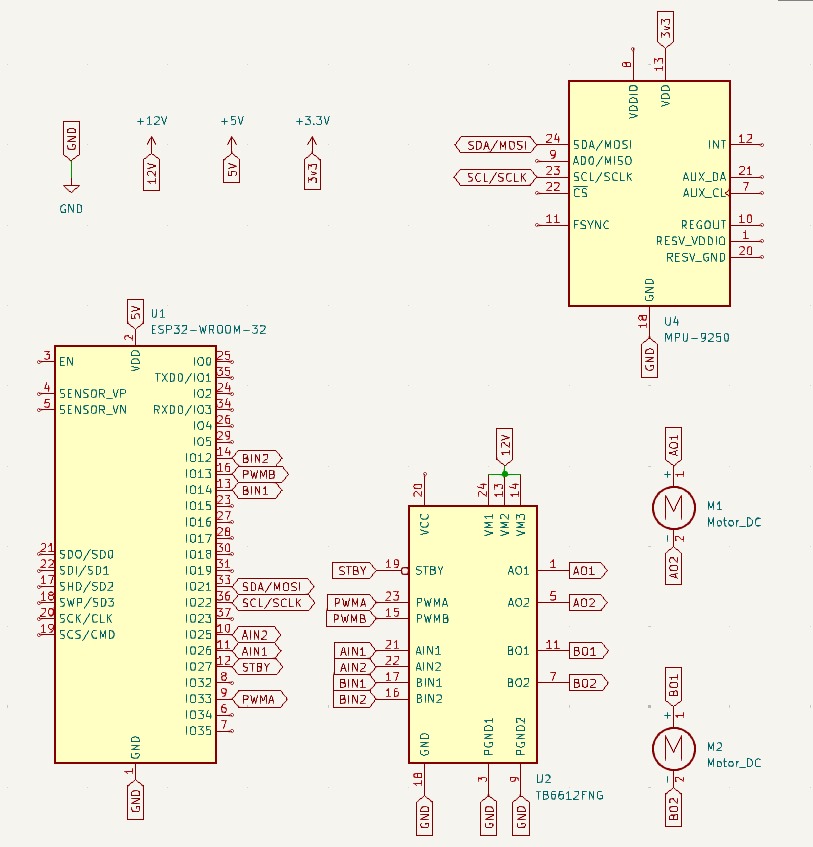 GND
GND
+12V
12V
+5V
5V
+3.3V
3v3
3v3
8
13
VDDIO
VDD
SDA/MOSI
24
SDA/MOSI
9
AD0/MISO
SCL/SCLK
23
SCL/SCLK
22
CS
11
FSYNC
INT
12
AUX_DA
21
AUX_CL
7
REGOUT
10
RESV_VDDIO
1
RESV_GND
20
GND
18
GND
U4
MPU-9250
5V
2
U1
ESP32-WROOM-32
VDD
3
EN
4
SENSOR_VP
5
SENSOR_VN
21
SDO/SD0
22
SDI/SD1
17
SHD/SD2
18
SWP/SD3
20
SCK/CLK
19
SCS/CMD
IO0
25
TXD0/IO1
35
IO2
24
RXD0/IO3
34
IO4
26
IO5
29
IO12
14
BIN2
IO13
16
PWMB
IO14
13
BIN1
IO15
23
IO16
27
IO17
28
IO18
30
IO19
31
IO21
33
SDA/MOSI
IO22
36
SCL/SCLK
IO23
37
IO25
10
AIN2
IO26
11
AIN1
IO27
12
STBY
IO32
8
IO33
9
PWMA
IO34
6
IO35
7
GND
1
GND
12V
20
24
13
14
VCC
VM1
VM2
VM3
STBY
19
STBY
PWMA
23
PWMA
PWMB
15
PWMB
AIN1
21
AIN1
AIN2
22
AIN2
BIN1
17
BIN1
BIN2
16
BIN2
AO1
1
AO1
AO2
5
AO2
BO1
11
BO1
BO2
7
BO2
GND
PGND1
PGND2
18
3
9
GND
GND
GND
U2
TB6612FNG
AO1
+
1
M
M1
Motor_DC
-
2
AO2
BO1
+
1
M
M2
Motor_DC
-
2
BO2